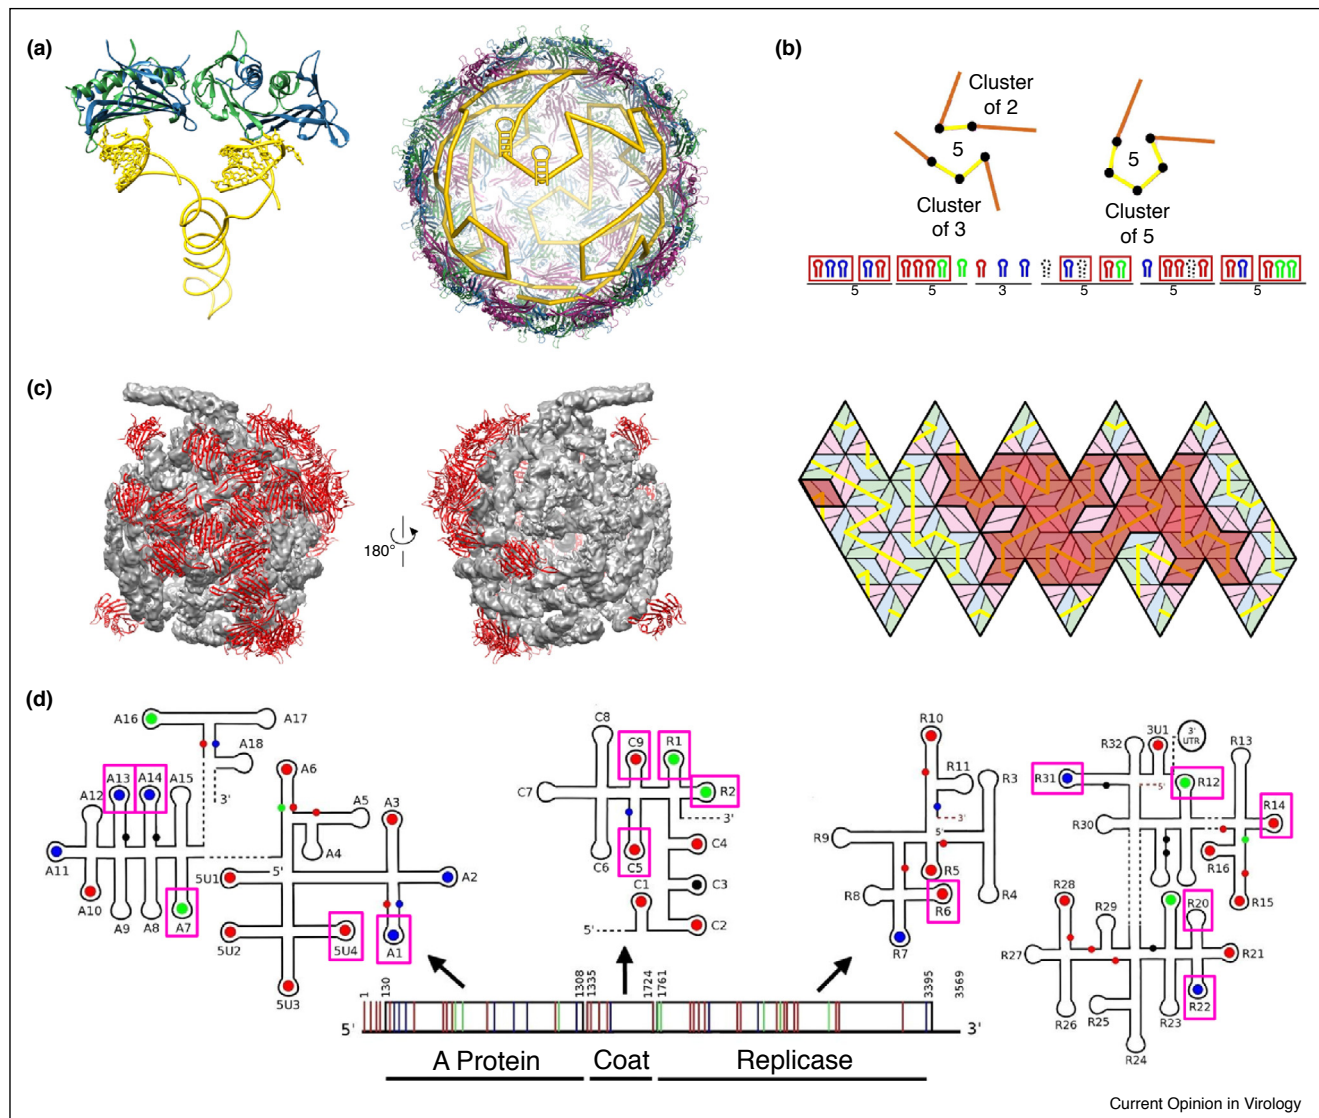 (a)
(b)
Cluster
of 2
5
Cluster
of 3
5
Cluster
of 5
5 5 3 5 5 5
(c)
180°
(d)
A16
A17
A18
3'
A12
A13
A14
A15
A11
A10
A9
A8
A7
A6
A5
A4
A3
5'
5U1
A2
5U2
5U4
A1
5U3
C8
C9
R1
C7
R2
3'
C6
C5
C4
C1
C3
5'
C2
R10
R11
R3
3'
R9
5'
R5
R8
R6
R4
R7
3U1
3'
UTR
R32
R13
R31
5'
R12
R30
R14
R16
R28
R29
R20
R15
R27
R21
R26
R25
R23
R22
R24
1
130
1308
1335
1724
1761
3395
3569
5'
3'
A Protein
Coat
Replicase
Current Opinion in Virology